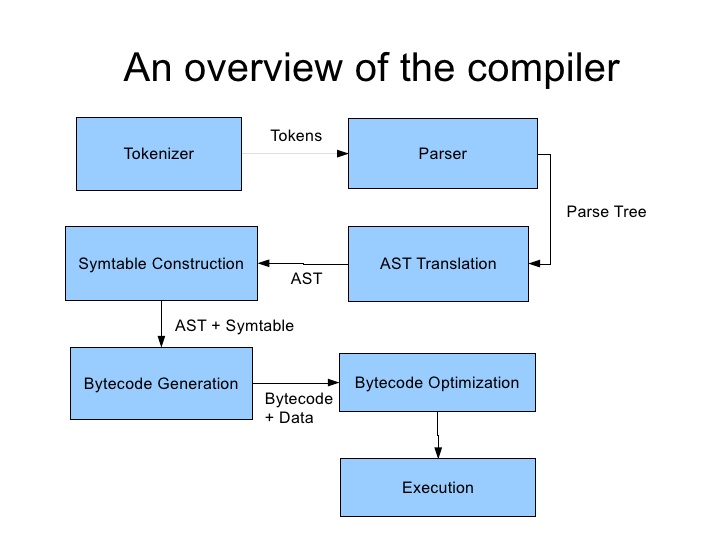 An overview of the compiler
Tokenizer
Tokens
Parser
Parse Tree
AST Translation
AST
Symtable Construction
AST + Symtable
Bytecode Generation
Bytecode
+ Data
Bytecode Optimization
Execution